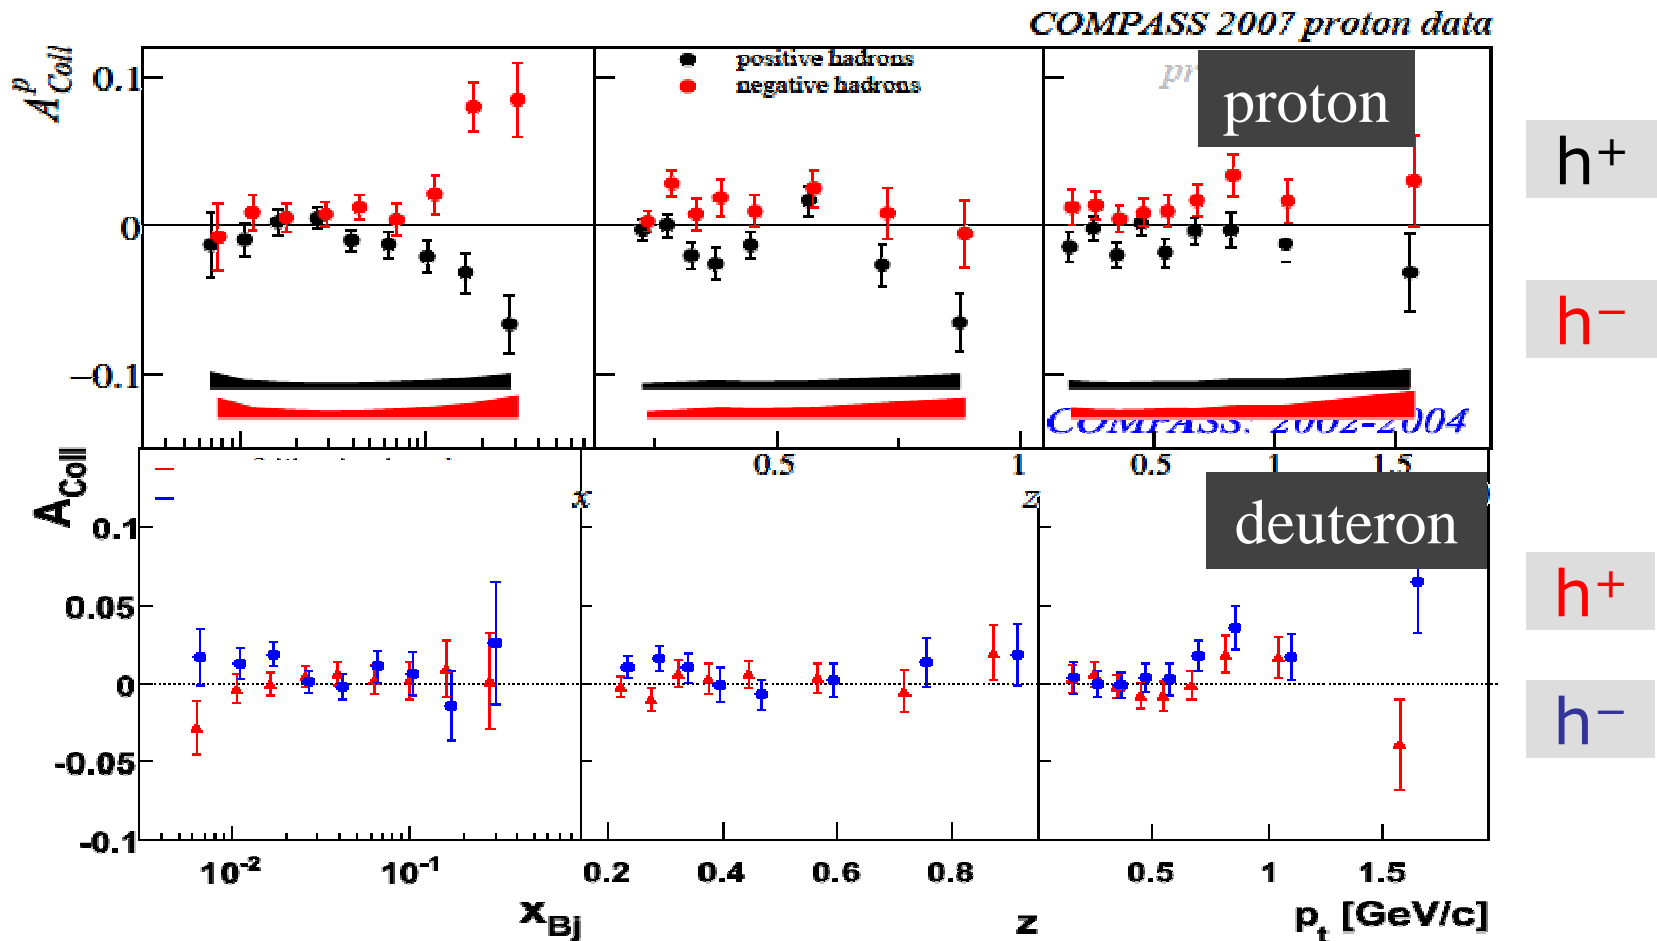 COMPASS 2007 proton data
A^p_Coll
0.1
0
−0.1
positive hadrons
negative hadrons
pr
proton
h⁺
h⁻
COMPASS: 2002-2004
0.5
1
0.5
1
1.5
x
z
A_Coll
0.1
0.05
0
-0.05
-0.1
deuteron
h⁺
h⁻
10⁻²
10⁻¹
0.2
0.4
0.6
0.8
0.5
1
1.5
x_Bj
z
p_t [GeV/c]